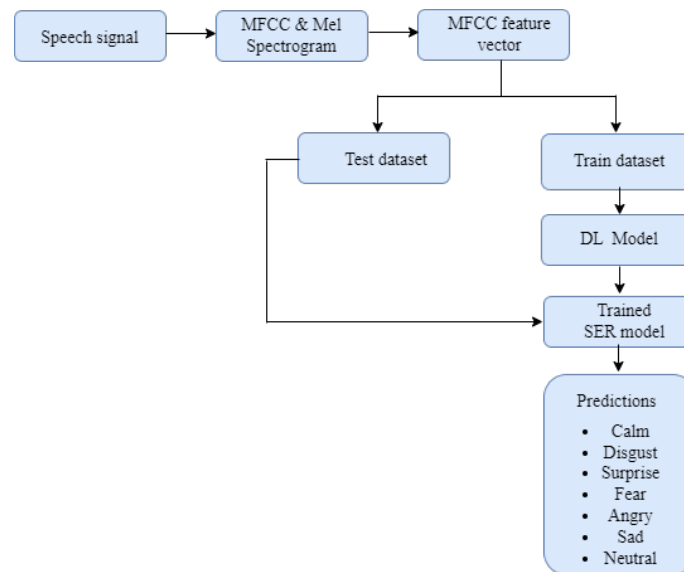 Speech signal
MFCC & Mel
Spectrogram
MFCC feature
vector
Test dataset
Train dataset
DL Model
Trained
SER model
Predictions
• Calm
• Disgust
• Surprise
• Fear
• Angry
• Sad
• Neutral